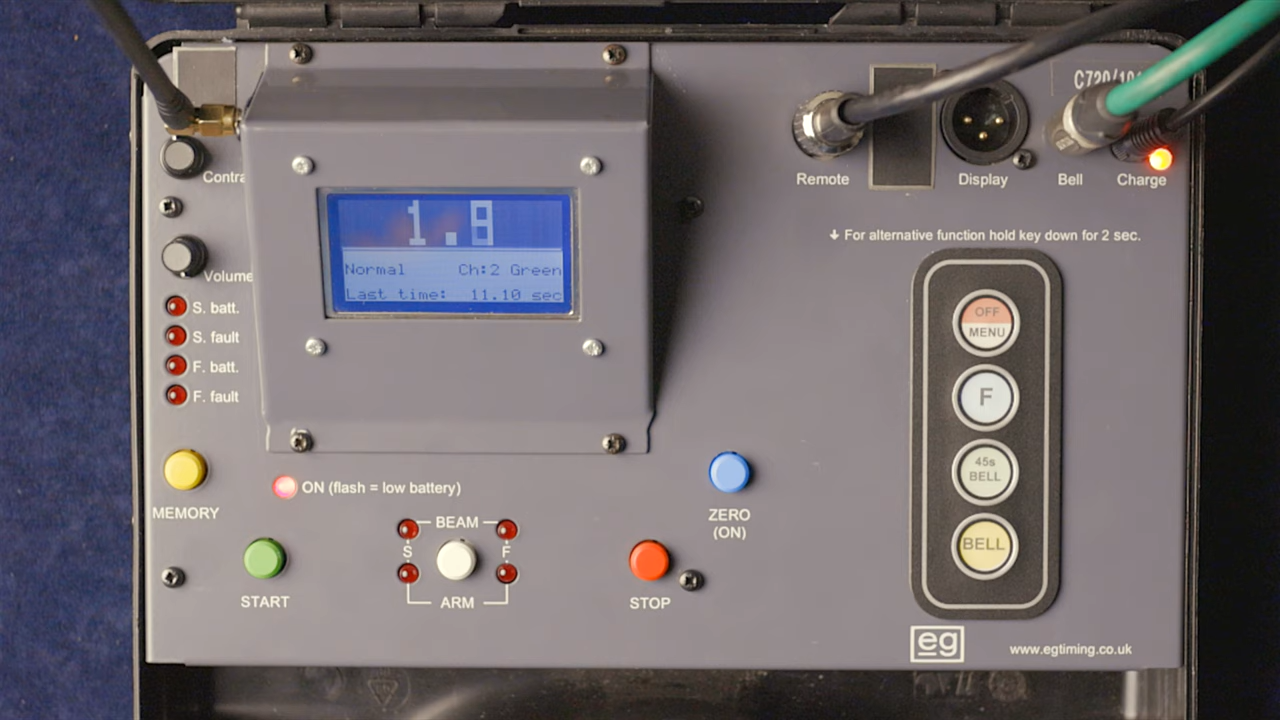 C720/101
Contra
Volume
S. batt.
S. fault
F. batt.
F. fault
1.8
Normal Ch:2 Green
Last time: 11.10 sec
Remote
Display
Bell
Charge
For alternative function hold key down for 2 sec.
OFF
MENU
F
45s
BELL
BELL
MEMORY
ON (flash = low battery)
START
BEAM
S
F
ARM
STOP
ZERO
(ON)
eg
www.egtiming.co.uk